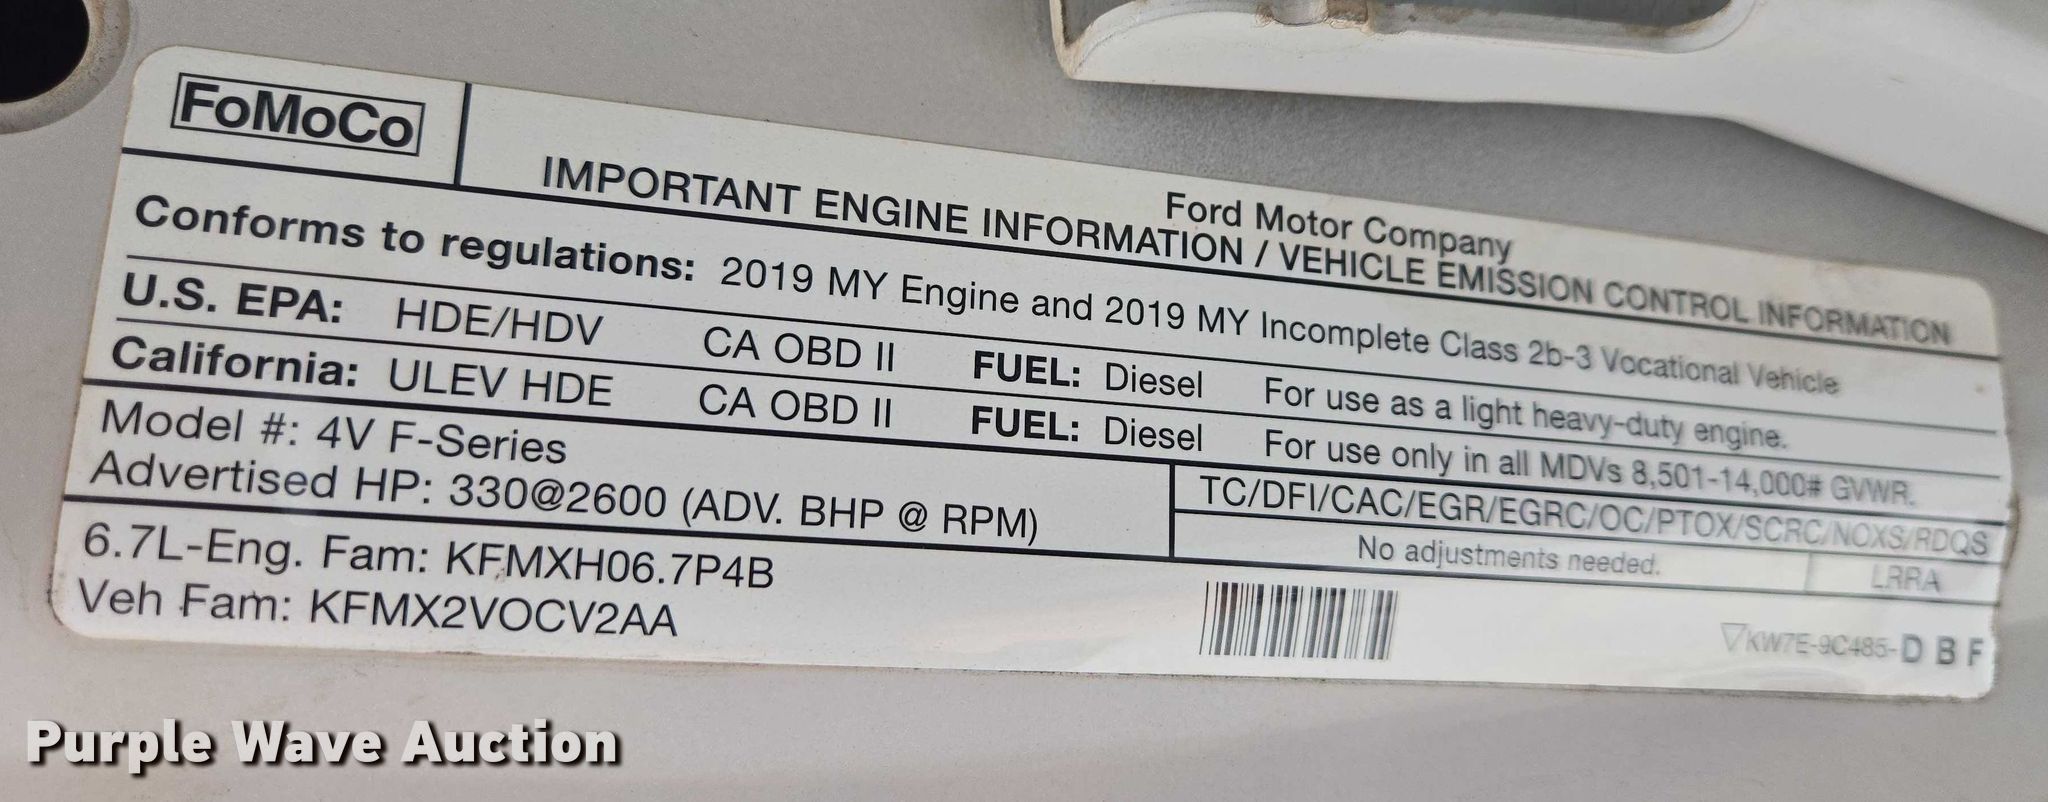 FoMoCo
Ford Motor Company
IMPORTANT ENGINE INFORMATION / VEHICLE EMISSION CONTROL INFORMATION
Conforms to regulations: 2019 MY Engine and 2019 MY Incomplete Class 2b-3 Vocational Vehicle
U.S. EPA: HDE/HDV CA OBD II FUEL: Diesel For use as a light heavy-duty engine.
California: ULEV HDE CA OBD II FUEL: Diesel For use only in all MDVs 8,501-14,000# GVWR.
Model #: 4V F-Series
Advertised HP: 330@2600 (ADV. BHP @ RPM)
TC/DFI/CAC/EGR/EGRC/OC/PTOX/SCRC/NOXS/RDQS
No adjustments needed.
LRRA
6.7L-Eng. Fam: KFMXH06.7P4B
Veh Fam: KFMX2VOCV2AA
KW7E-9C485-DBF
Purple Wave Auction